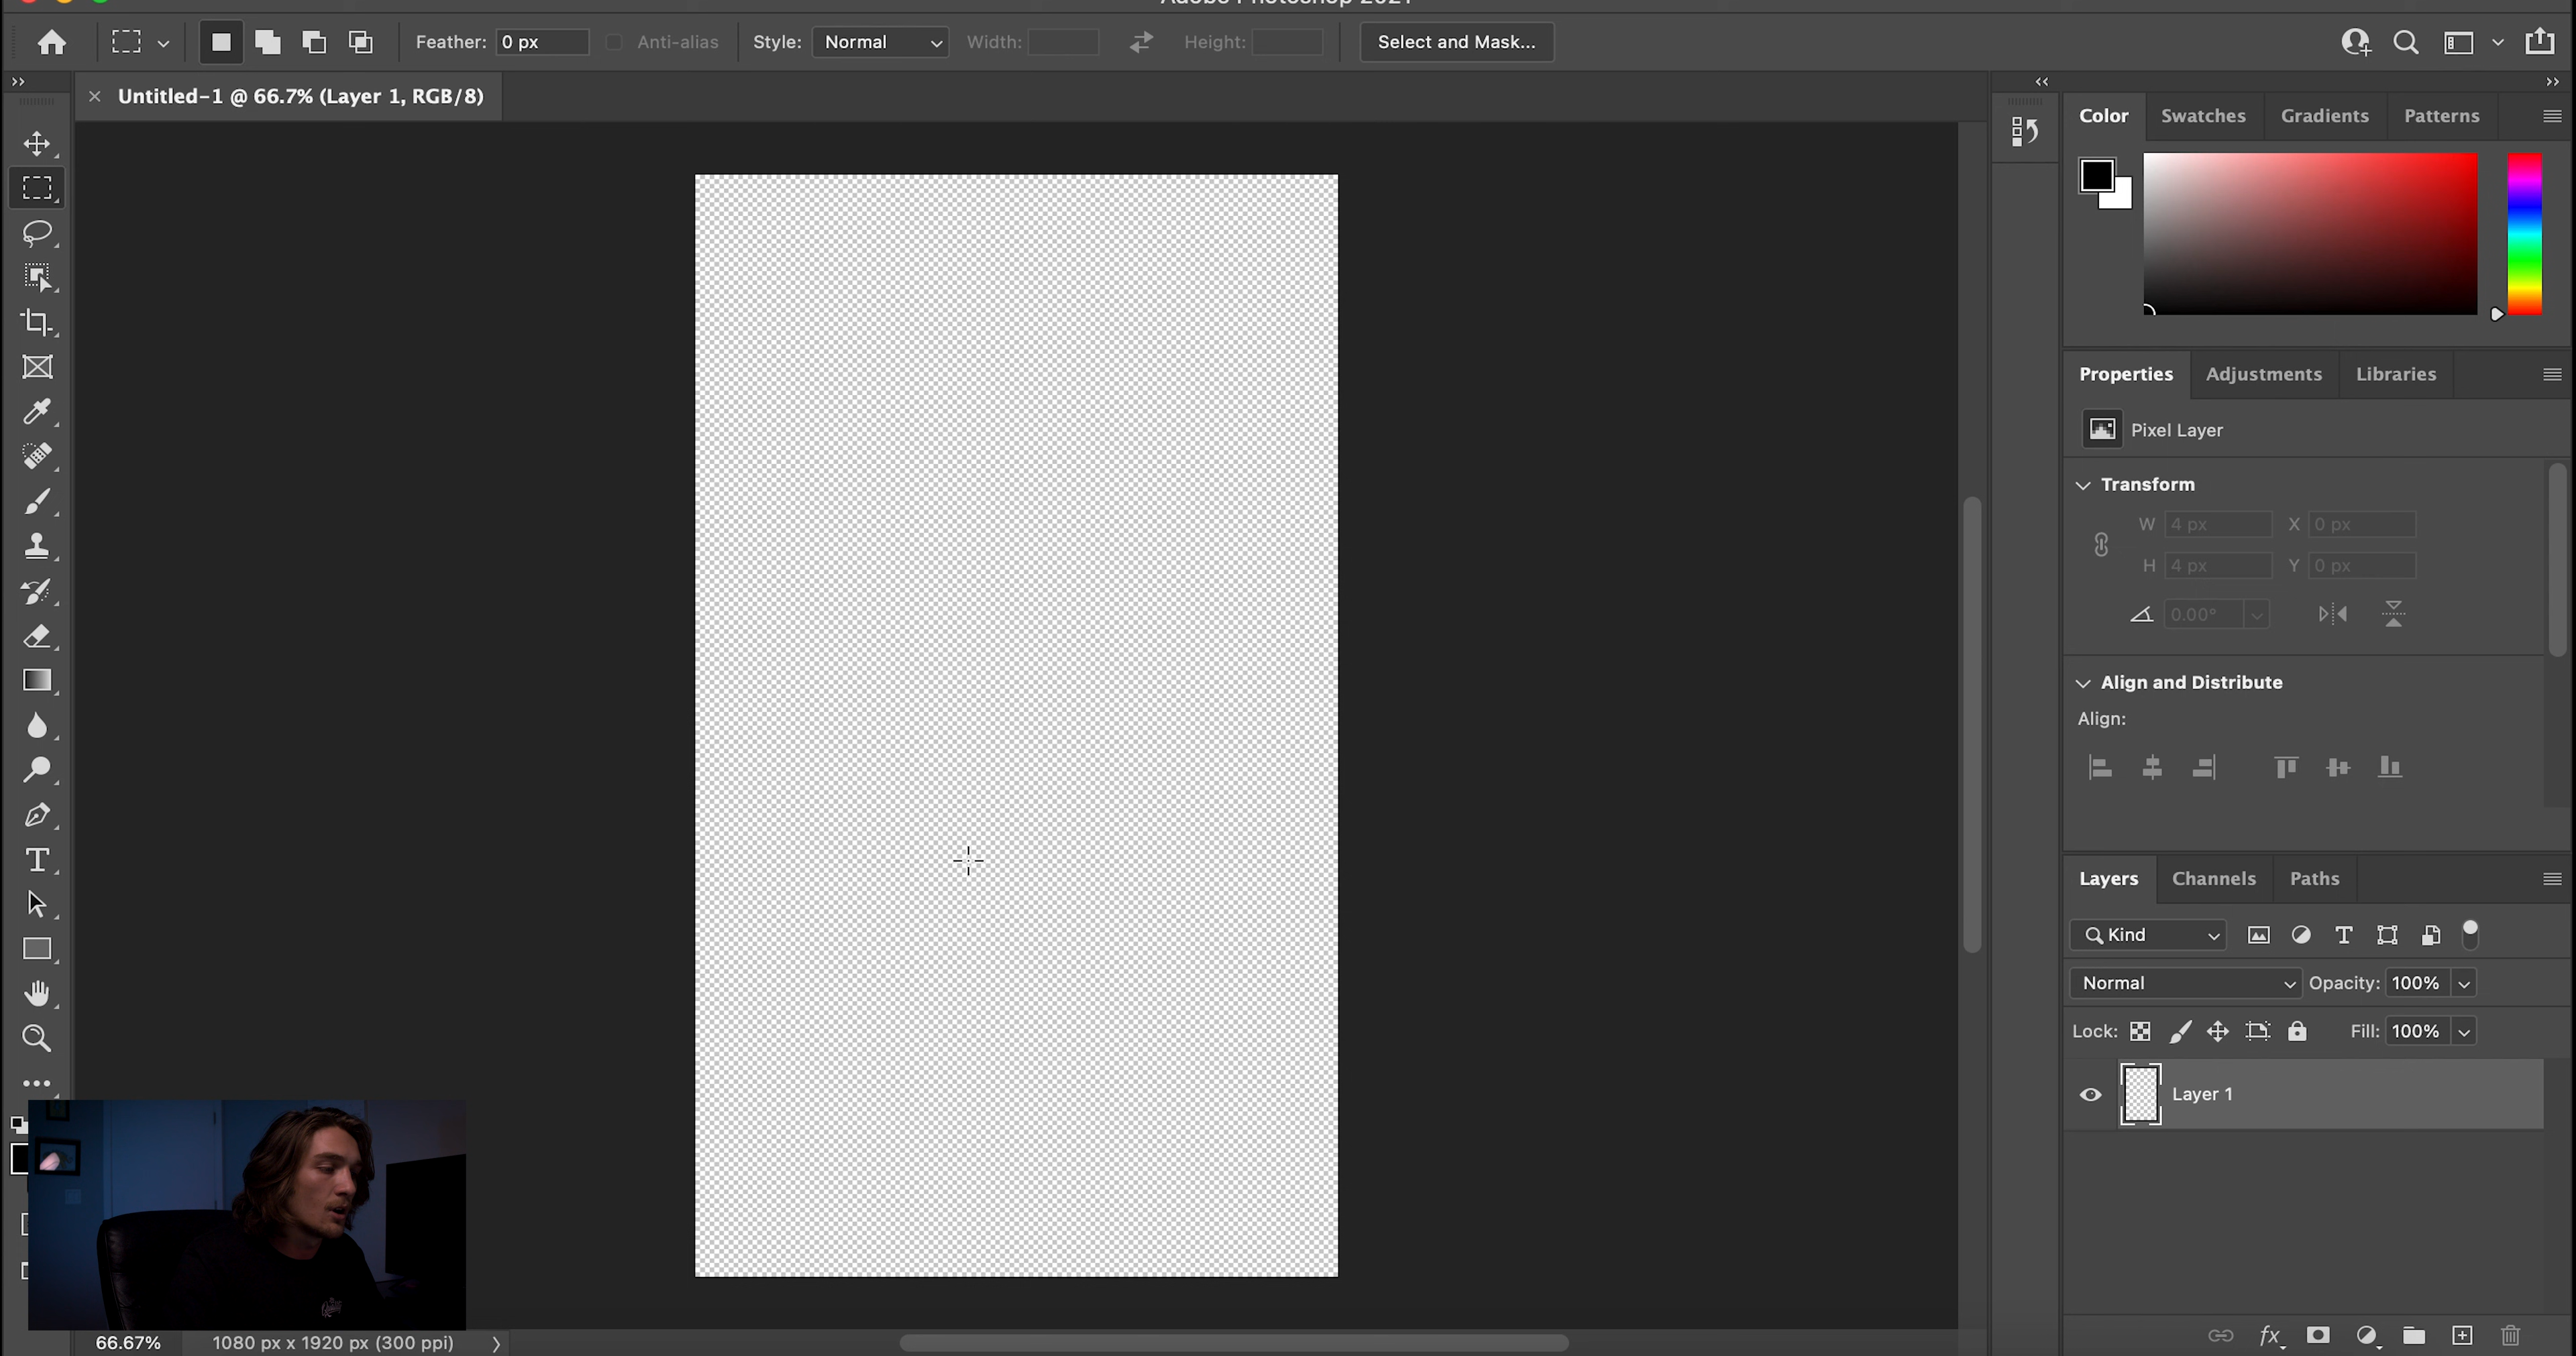 Feather: 0 px Anti-alias Style: Normal Width: Height: Select and Mask...
Untitled-1 @ 66.7% (Layer 1, RGB/8)
Color Swatches Gradients Patterns
Properties Adjustments Libraries
Pixel Layer
Transform
W 4 px X 0 px
H 4 px Y 0 px
0.00°
Align and Distribute
Align:
Layers Channels Paths
Kind
Normal Opacity: 100%
Lock: Fill: 100%
Layer 1
66.67% 1080 px x 1920 px (300 ppi)